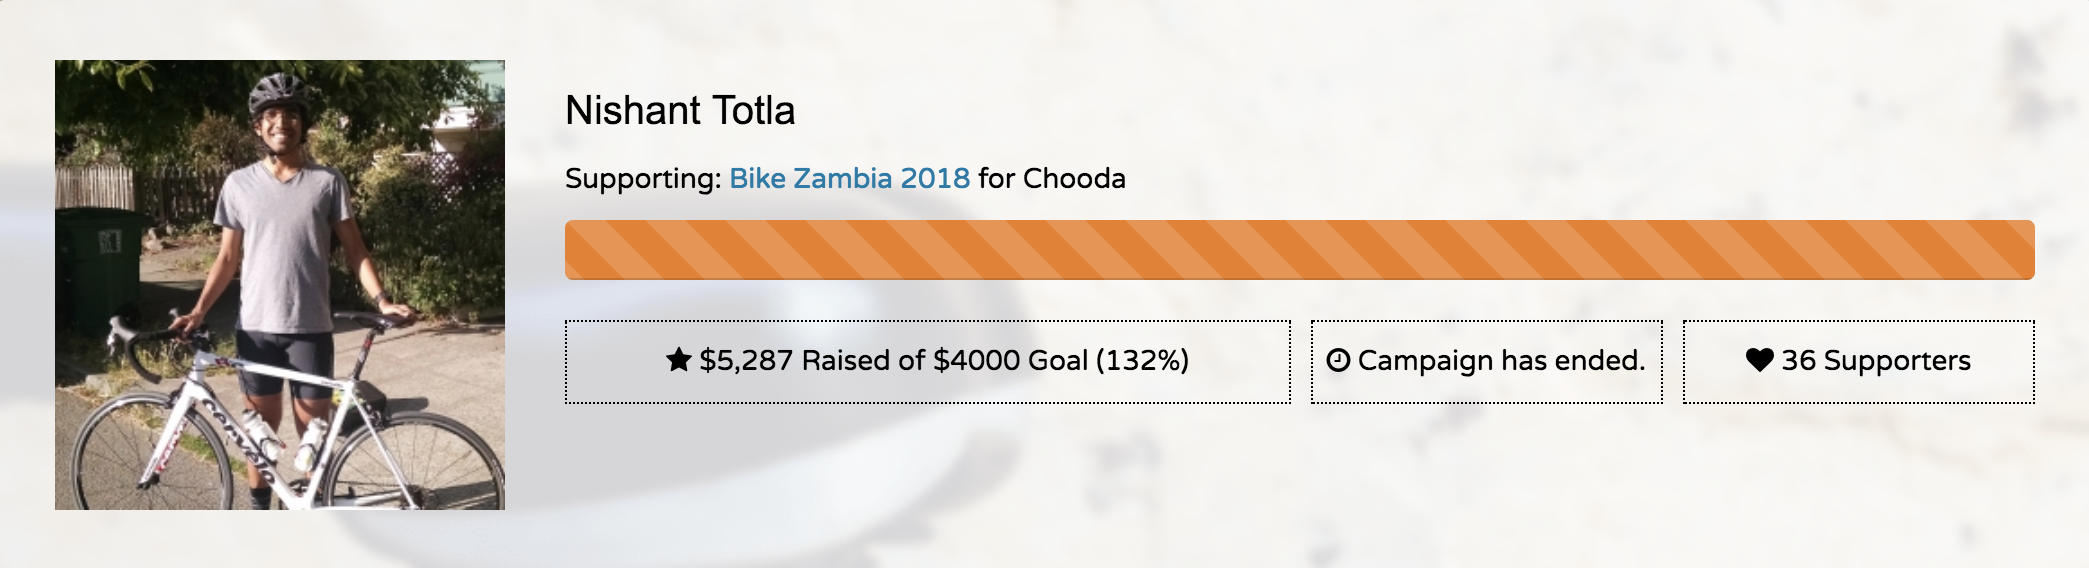 Nishant Totla
Supporting: Bike Zambia 2018 for Chooda
$5,287 Raised of $4000 Goal (132%)
Campaign has ended.
36 Supporters
cervélo